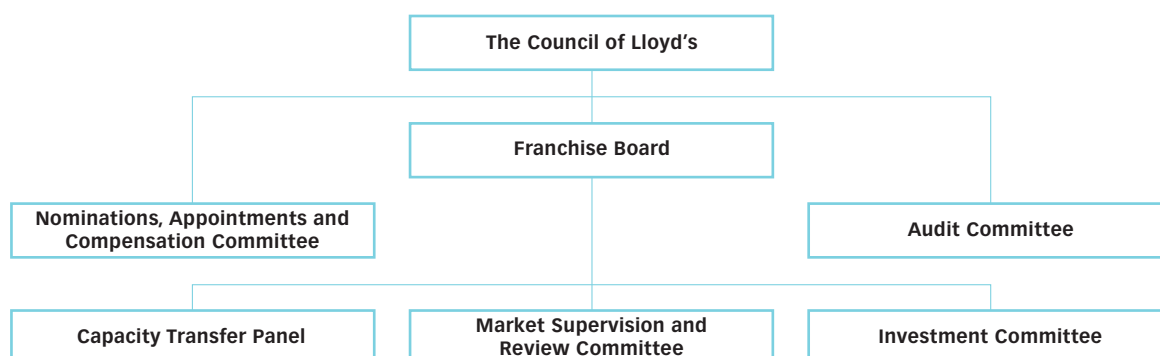 The Council of Lloyd's
Franchise Board
Nominations, Appointments and
Compensation Committee
Audit Committee
Capacity Transfer Panel
Market Supervision and
Review Committee
Investment Committee